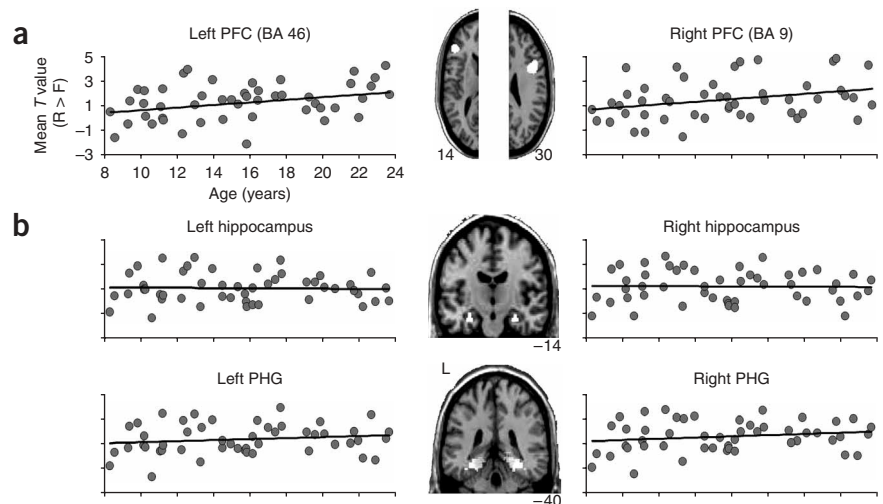 a
Left PFC (BA 46)
Right PFC (BA 9)
Mean T value
(R > F)
5
3
1
−1
−3
8 10 12 14 16 18 20 22 24
Age (years)
14
30
b
Left hippocampus
Right hippocampus
−14
Left PHG
L
Right PHG
−40